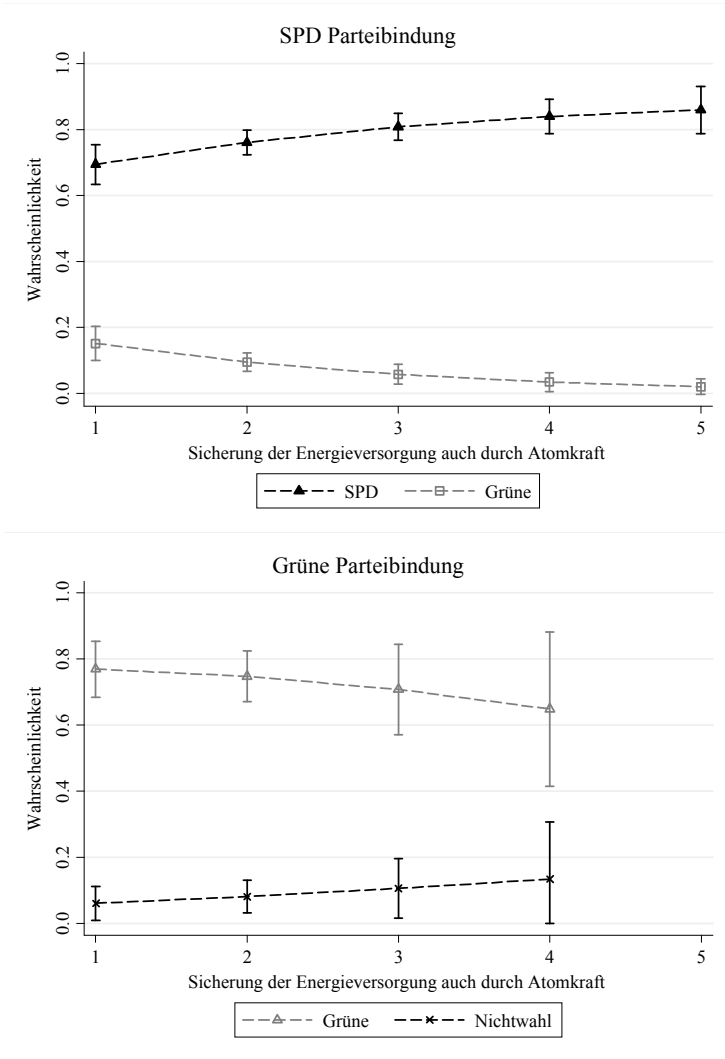 SPD Parteibindung
Wahrscheinlichkeit
1.0
0.8
0.6
0.4
0.2
0.0
1 2 3 4 5
Sicherung der Energieversorgung auch durch Atomkraft
SPD Grüne
Grüne Parteibindung
Wahrscheinlichkeit
1.0
0.8
0.6
0.4
0.2
0.0
1 2 3 4 5
Sicherung der Energieversorgung auch durch Atomkraft
Grüne Nichtwahl